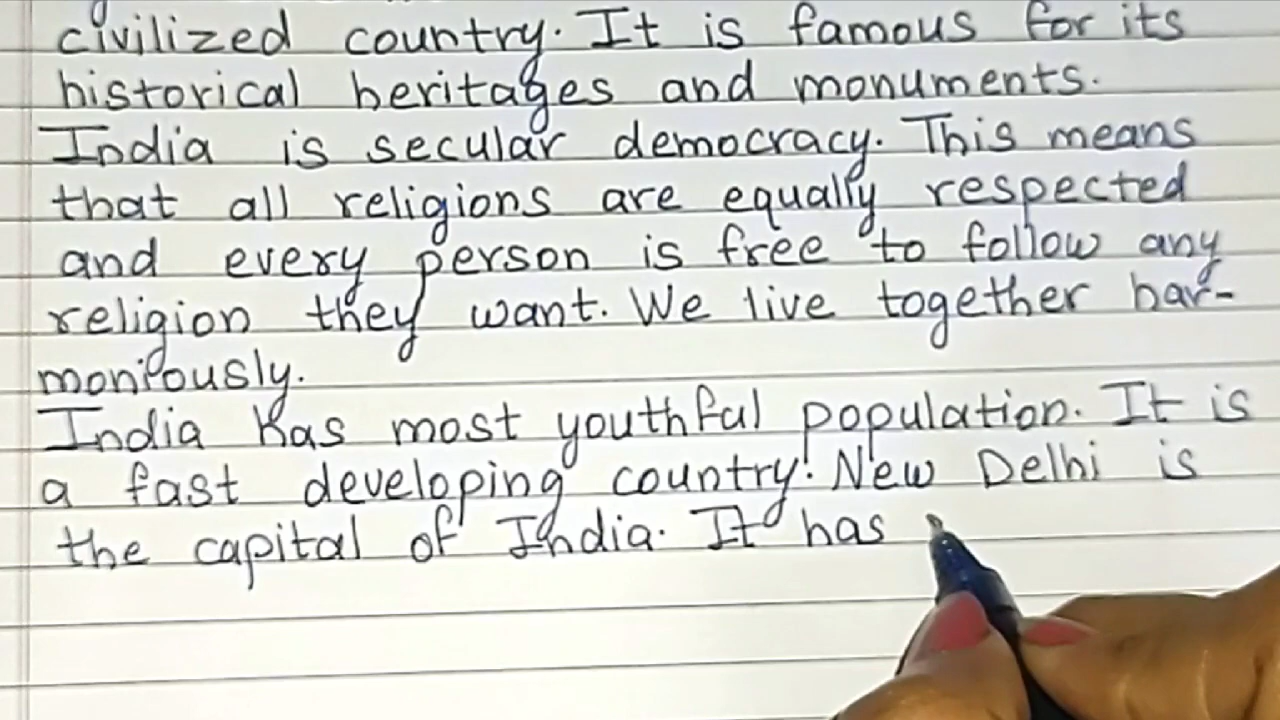 civilized country. It is famous for its
historical heritages and monuments.
India is secular democracy. This means
that all religions are equally respected
and every person is free to follow any
religion they want. We live together har-
moniously.
India has most youthful population. It is
a fast developing country. New Delhi is
the capital of India. It has